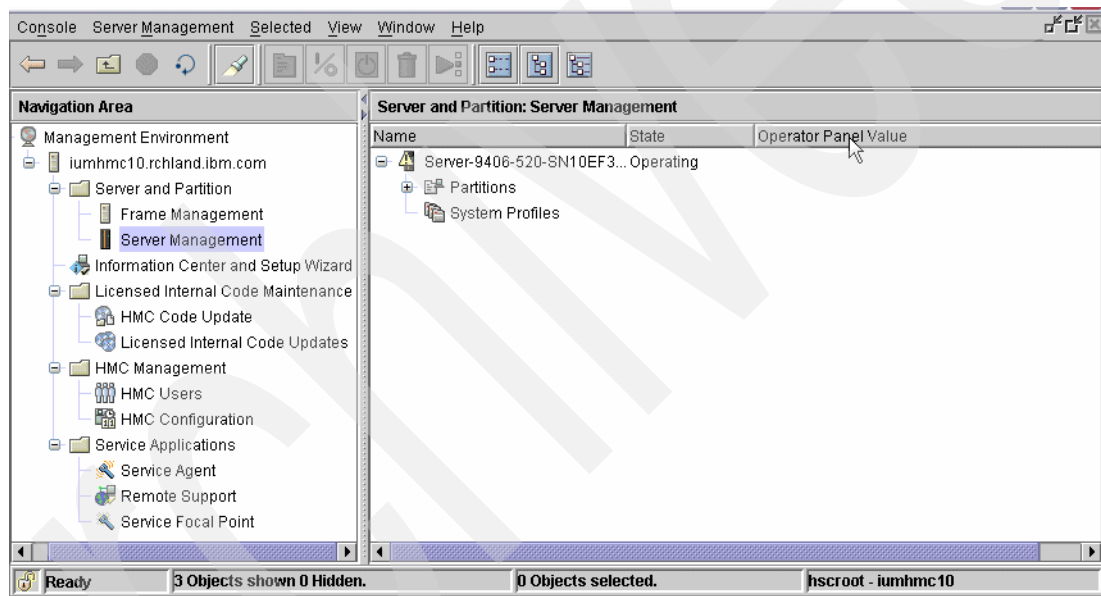 Console Server Management Selected View Window Help
Navigation Area
Management Environment
iumhmc10.rchland.ibm.com
Server and Partition
Frame Management
Server Management
Information Center and Setup Wizard
Licensed Internal Code Maintenance
HMC Code Update
Licensed Internal Code Updates
HMC Management
HMC Users
HMC Configuration
Service Applications
Service Agent
Remote Support
Service Focal Point
Server and Partition: Server Management
Name State Operator Panel Value
Server-9406-520-SN10EF3... Operating
Partitions
System Profiles
Ready 3 Objects shown 0 Hidden. 0 Objects selected. hscroot - iumhmc10